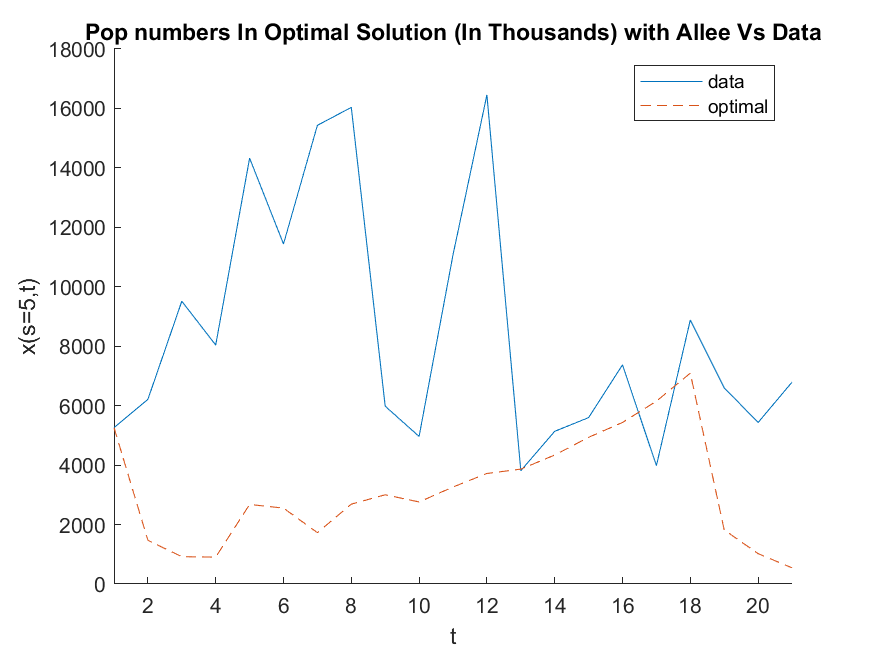 Pop numbers In Optimal Solution (In Thousands) with Allee Vs Data
18000
16000
14000
12000
10000
8000
6000
4000
2000
0
x(s=5,t)
data
optimal
2 4 6 8 10 12 14 16 18 20
t